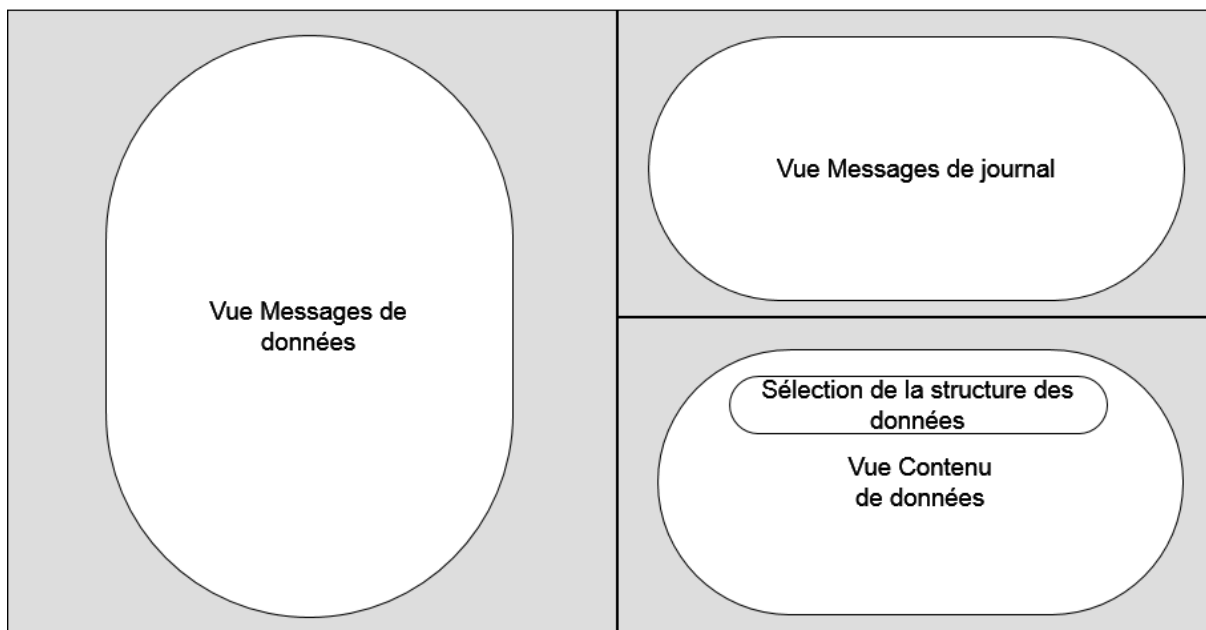 Vue Messages de
données
Vue Messages de journal
Sélection de la structure des
données
Vue Contenu
de données